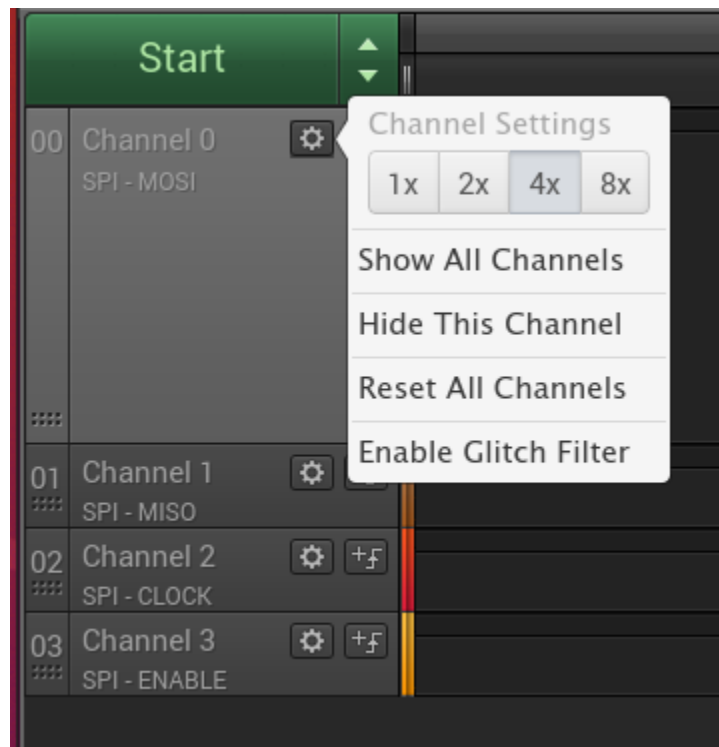 Start
00 Channel 0
SPI - MOSI
Channel Settings
1x 2x 4x 8x
Show All Channels
Hide This Channel
Reset All Channels
Enable Glitch Filter
01 Channel 1
SPI - MISO
02 Channel 2
SPI - CLOCK
03 Channel 3
SPI - ENABLE